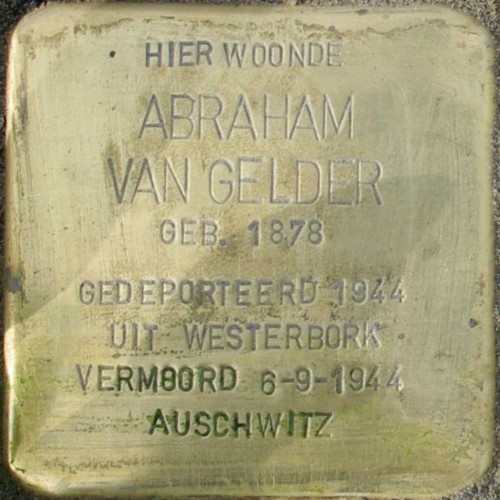 HIER WOONDE
ABRAHAM
VAN GELDER
GEB. 1878
GEDEPORTEERD 1944
UIT WESTERBORK
VERMOORD 6-9-1944
AUSCHWITZ